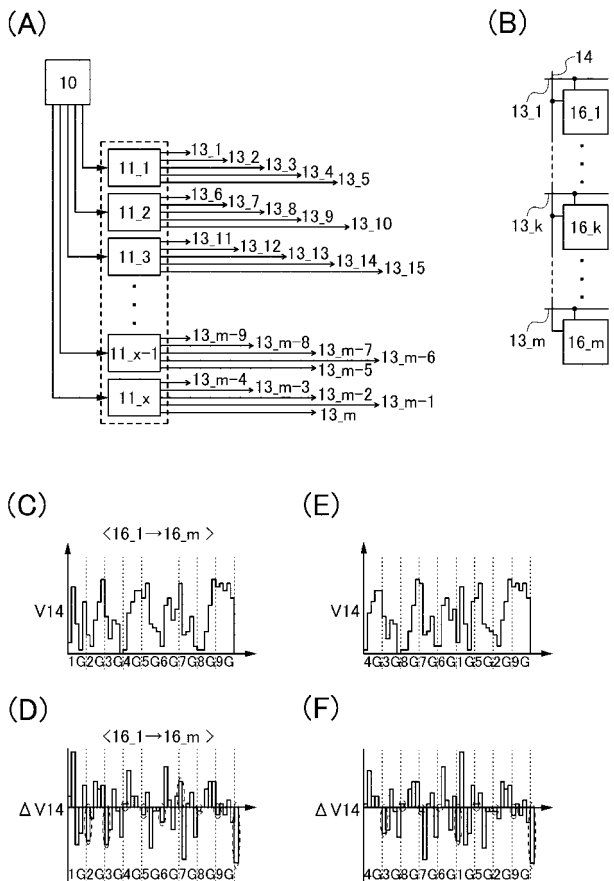 (A)
10
11_1
13_1
13_2
13_3
13_4
13_5
11_2
13_6
13_7
13_8
13_9
13_10
11_3
13_11
13_12
13_13
13_14
13_15
11_x-1
13_m-9
13_m-8
13_m-7
13_m-6
13_m-5
11_x
13_m-4
13_m-3
13_m-2
13_m-1
13_m
(B)
14
13_1
16_1
13_k
16_k
13_m
16_m
(C)
<16_1→16_m>
V14
1G2G3G4G5G6G7G8G9G
(E)
V14
4G3G8G7G6G1G5G2G9G
(D)
<16_1→16_m>
ΔV14
1G2G3G4G5G6G7G8G9G
(F)
ΔV14
4G3G8G7G6G1G5G2G9G